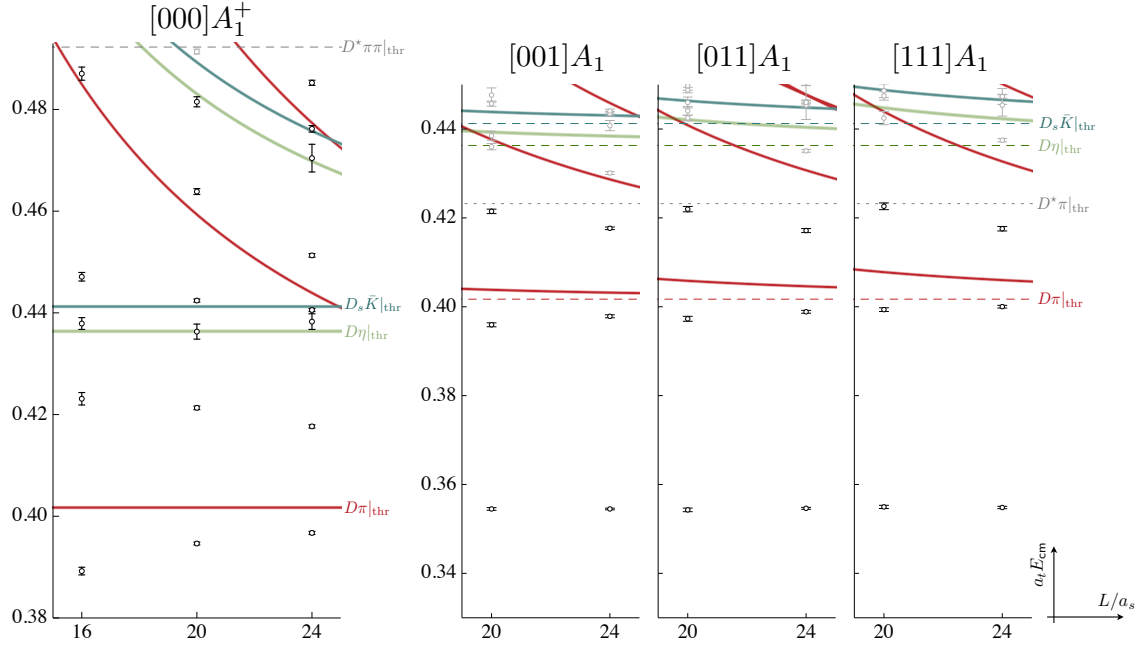 [000]A₁⁺
[001]A₁
[011]A₁
[111]A₁
D*ππ|thr
0.48
0.46
0.44
0.42
0.40
0.38
16
20
24
DₛK̄|thr
Dη|thr
Dπ|thr
0.44
0.42
0.40
0.38
0.36
0.34
20
24
20
24
20
24
DₛK̄|thr
Dη|thr
D*π|thr
Dπ|thr
aₜE_cm
L/aₛ